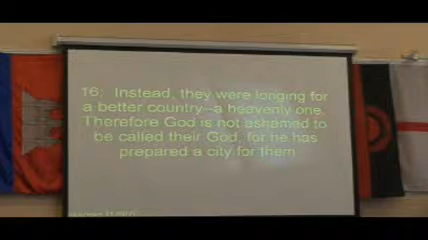 16: Instead, they were longing for
a better country--a heavenly one.
Therefore God is not ashamed to
be called their God, for he has
prepared a city for them